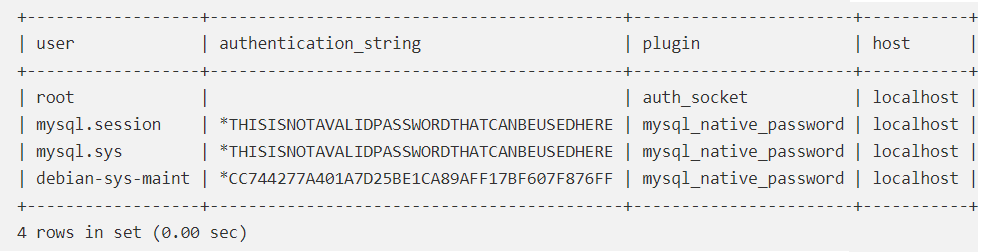 +------------------+-------------------------------------------+-----------------------+-----------+
| user             | authentication_string                     | plugin                | host      |
+------------------+-------------------------------------------+-----------------------+-----------+
| root             |                                           | auth_socket           | localhost |
| mysql.session    | *THISISNOTAVALIDPASSWORDTHATCANBEUSEDHERE | mysql_native_password | localhost |
| mysql.sys        | *THISISNOTAVALIDPASSWORDTHATCANBEUSEDHERE | mysql_native_password | localhost |
| debian-sys-maint | *CC744277A401A7D25BE1CA89AFF17BF607F876FF | mysql_native_password | localhost |
+------------------+-------------------------------------------+-----------------------+-----------+
4 rows in set (0.00 sec)